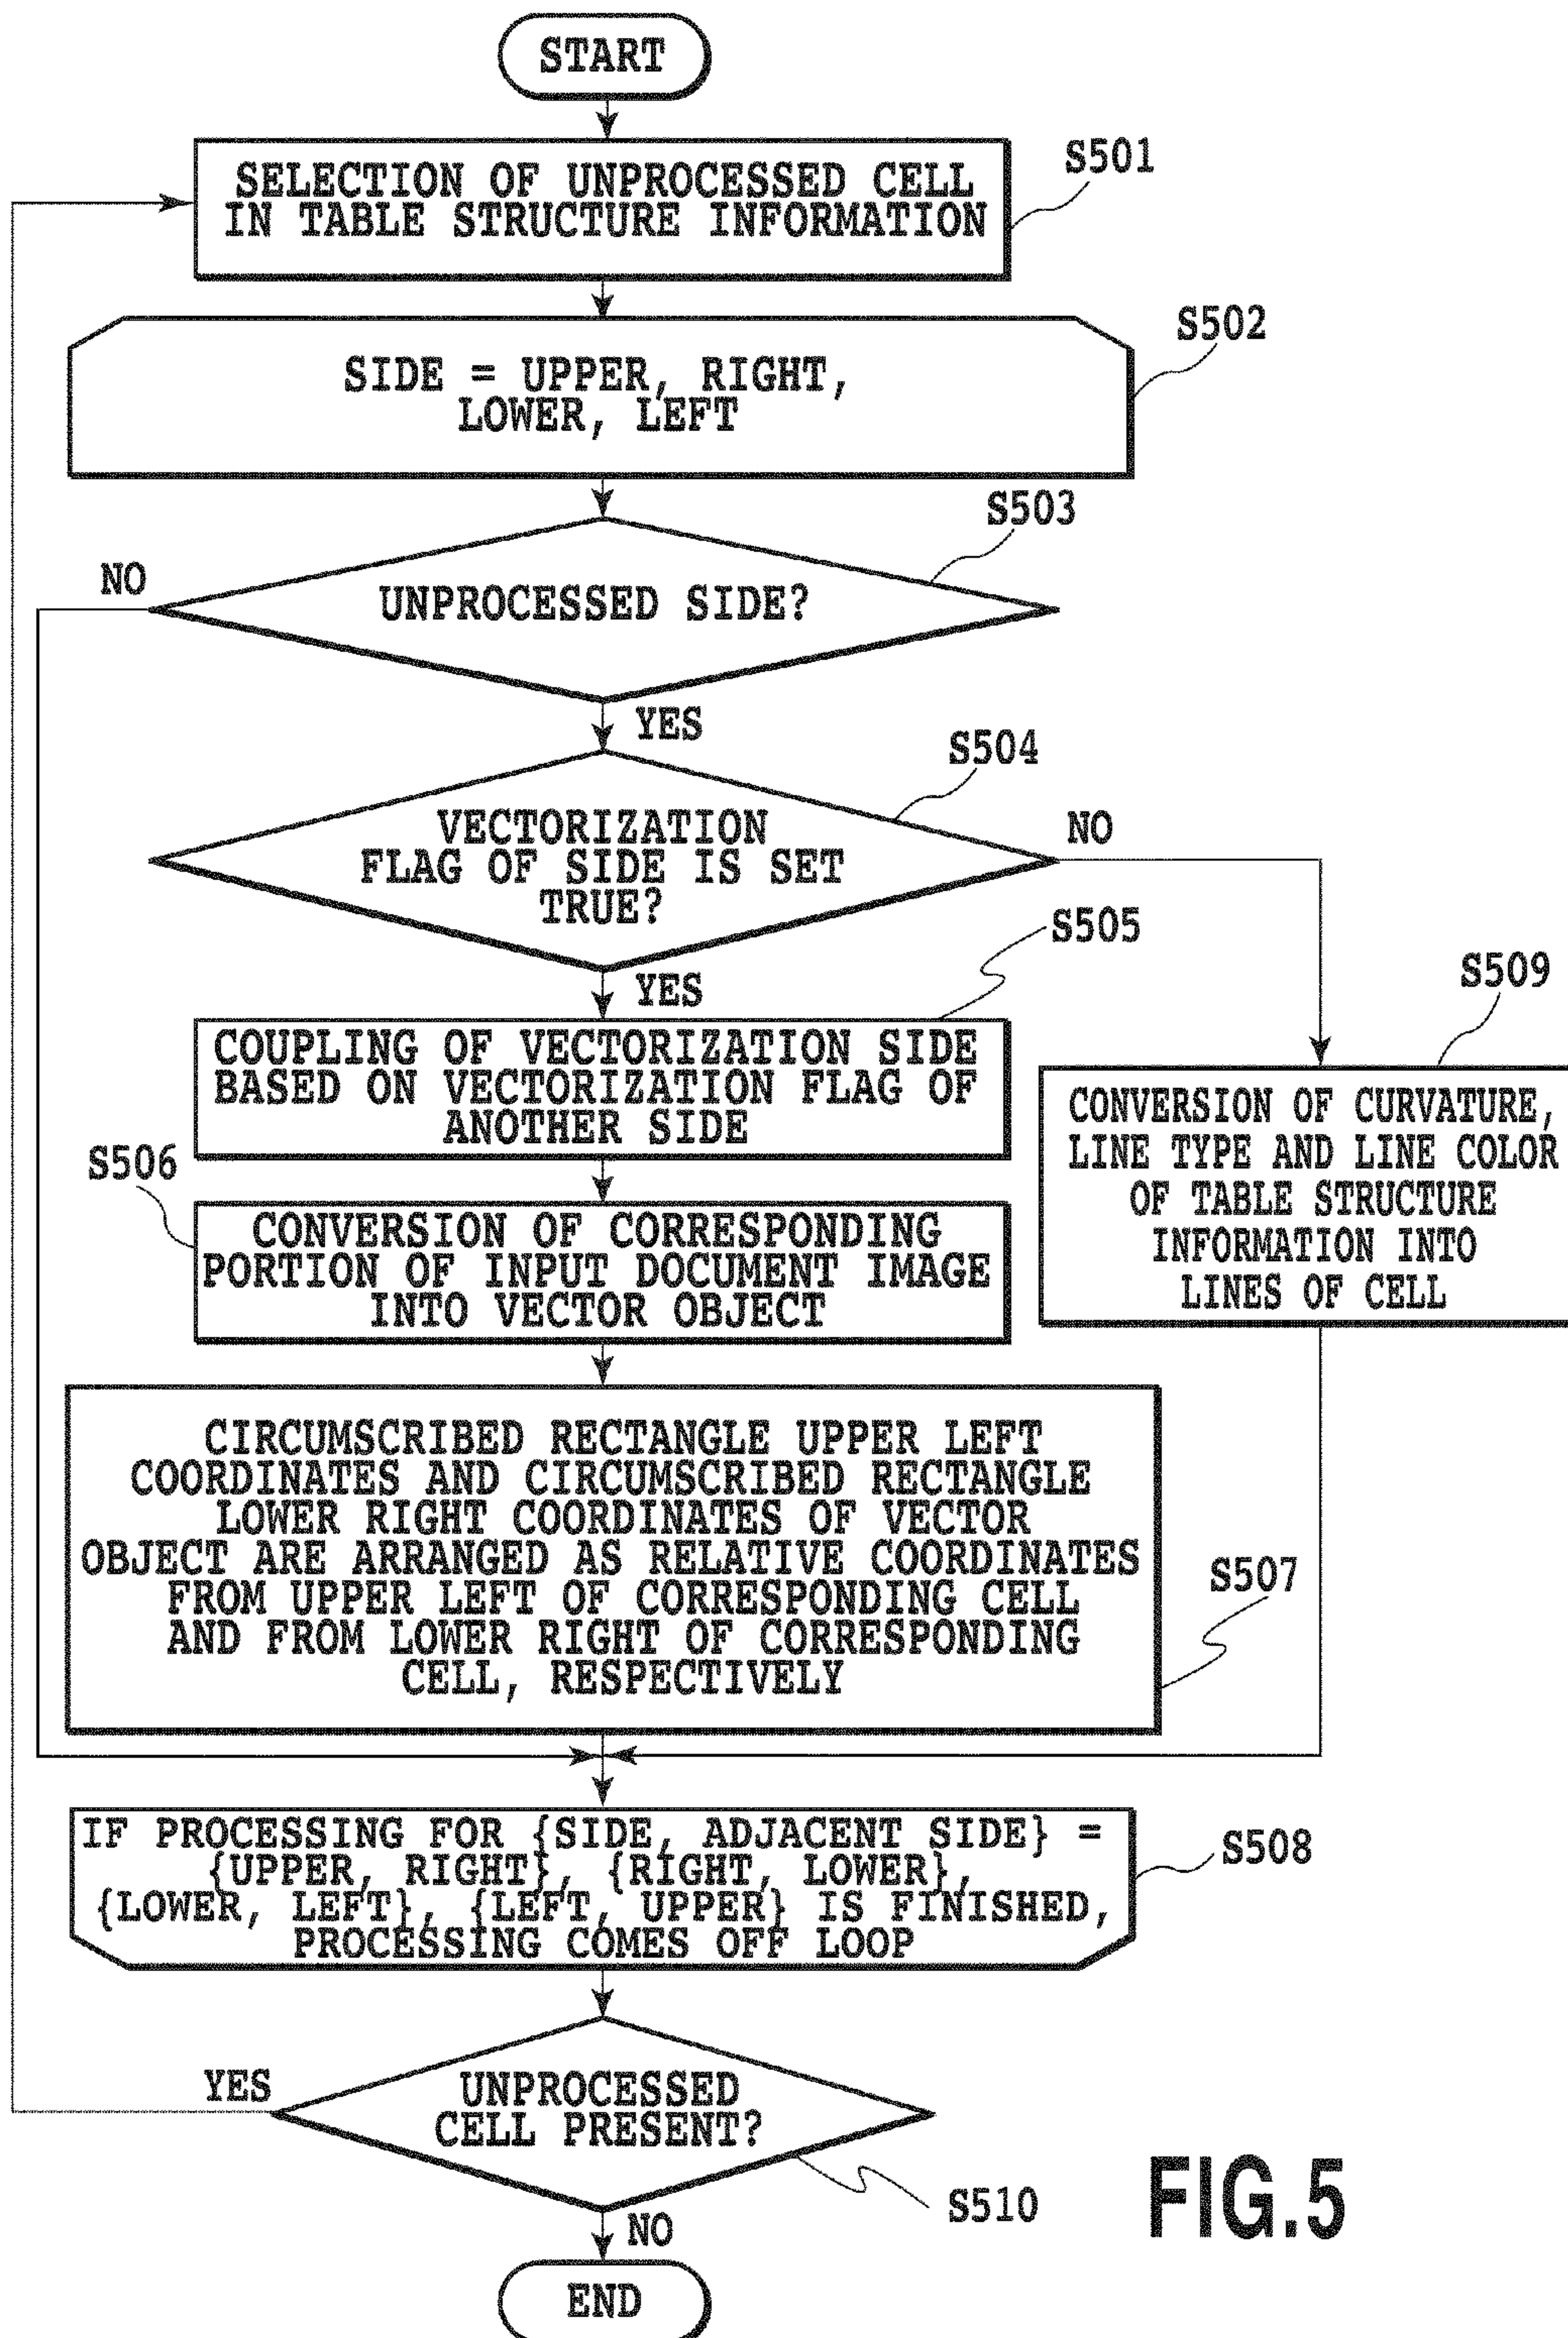 START
SELECTION OF UNPROCESSED CELL
IN TABLE STRUCTURE INFORMATION
S501
SIDE = UPPER, RIGHT,
LOWER, LEFT
S502
UNPROCESSED SIDE?
S503
NO
YES
VECTORIZATION
FLAG OF SIDE IS SET
TRUE?
S504
NO
YES
COUPLING OF VECTORIZATION SIDE
BASED ON VECTORIZATION FLAG OF
ANOTHER SIDE
S505
S509
CONVERSION OF CURVATURE,
LINE TYPE AND LINE COLOR
OF TABLE STRUCTURE
INFORMATION INTO
LINES OF CELL
S506
CONVERSION OF CORRESPONDING
PORTION OF INPUT DOCUMENT IMAGE
INTO VECTOR OBJECT
CIRCUMSCRIBED RECTANGLE UPPER LEFT
COORDINATES AND CIRCUMSCRIBED RECTANGLE
LOWER RIGHT COORDINATES OF VECTOR
OBJECT ARE ARRANGED AS RELATIVE COORDINATES
FROM UPPER LEFT OF CORRESPONDING CELL
AND FROM LOWER RIGHT OF CORRESPONDING
CELL, RESPECTIVELY
S507
IF PROCESSING FOR {SIDE, ADJACENT SIDE} =
{UPPER, RIGHT}, {RIGHT, LOWER},
{LOWER, LEFT}, {LEFT, UPPER} IS FINISHED,
PROCESSING COMES OFF LOOP
S508
YES
UNPROCESSED
CELL PRESENT?
S510
NO
END
FIG.5